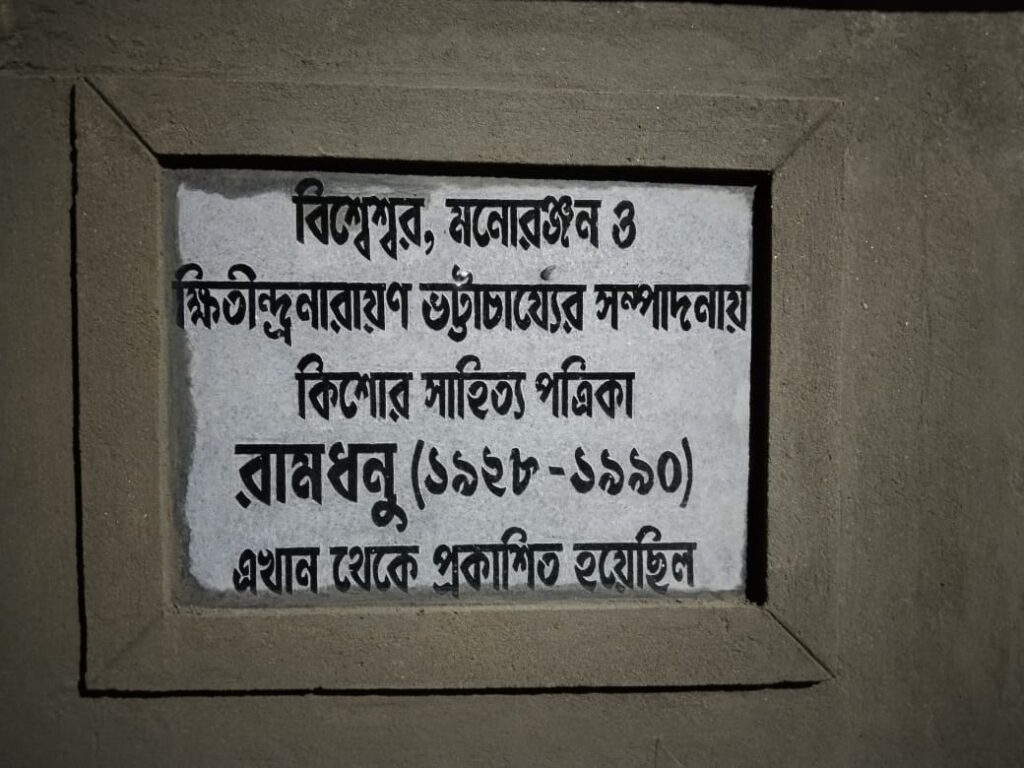 বিশ্বেশ্বর, মনোরঞ্জন ও
ক্ষিতীন্দ্রনারায়ণ ভট্টাচার্য্যের সম্পাদনায়
কিশোর সাহিত্য পত্রিকা
রামধনু (১৯২৮ -১৯৯০)
এখান থেকে প্রকাশিত হয়েছিল